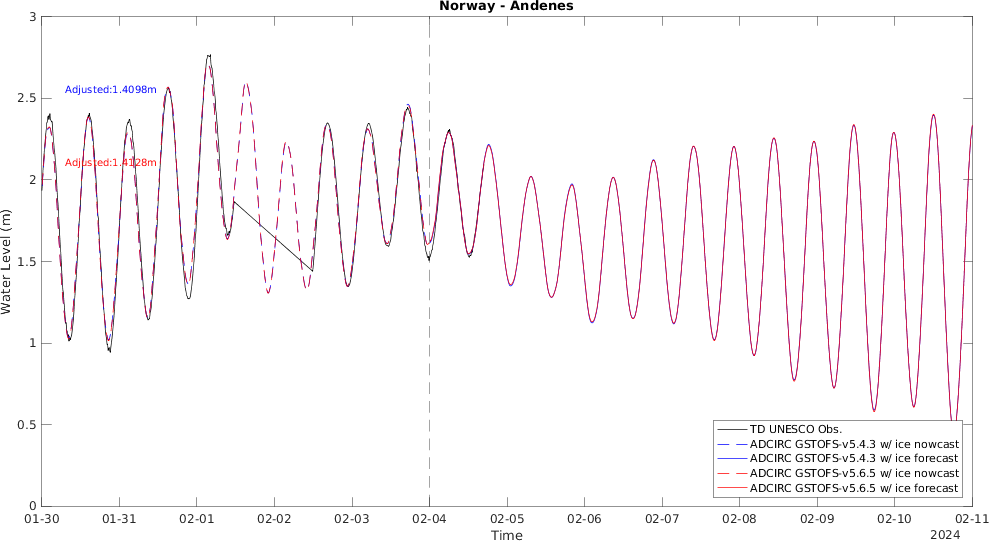 Norway - Andenes
3
2.5
2
1.5
1
0.5
0
Water Level (m)
Adjusted:1.4098m
Adjusted:1.4128m
TD UNESCO Obs.
ADCIRC GSTOFS-v5.4.3 w/ ice nowcast
ADCIRC GSTOFS-v5.4.3 w/ ice forecast
ADCIRC GSTOFS-v5.6.5 w/ ice nowcast
ADCIRC GSTOFS-v5.6.5 w/ ice forecast
01-30 01-31 02-01 02-02 02-03 02-04 02-05 02-06 02-07 02-08 02-09 02-10 02-11
Time
2024